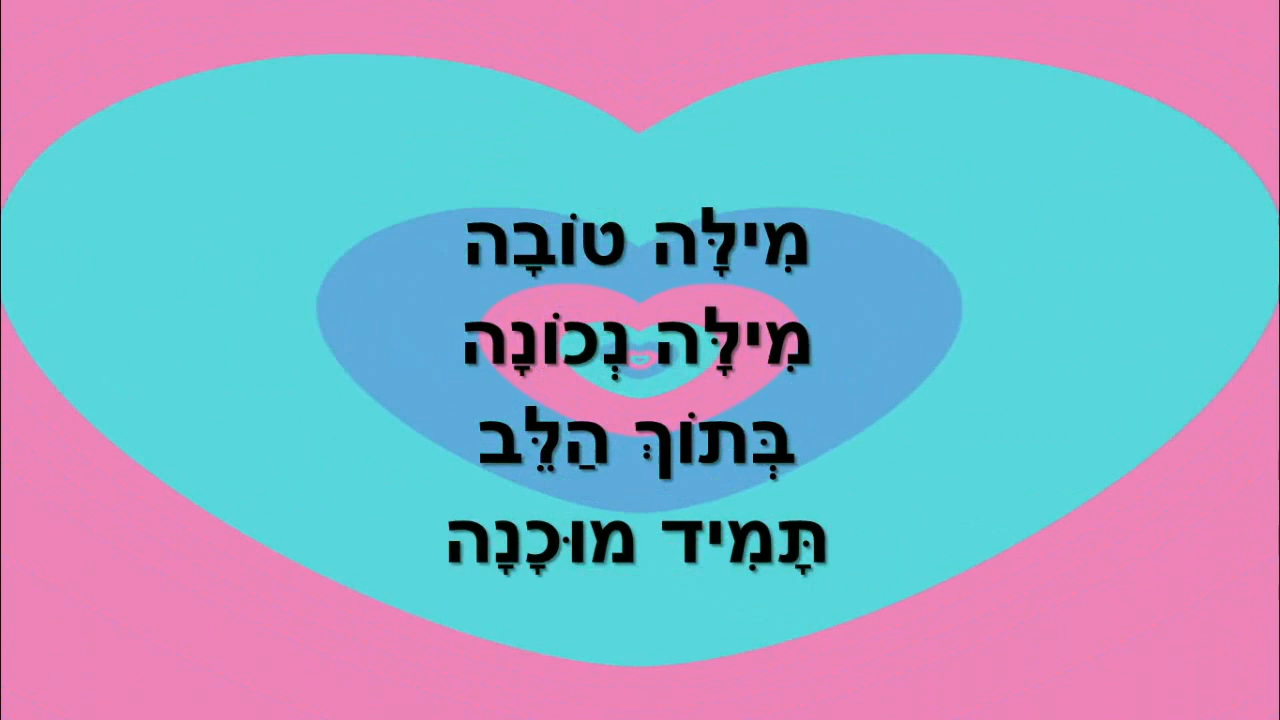 מִילָּה טוֹבָה
מִילָּה נְכוֹנָה
בְּתוֹךְ הַלֵּב
תָּמִיד מוּכָנָה